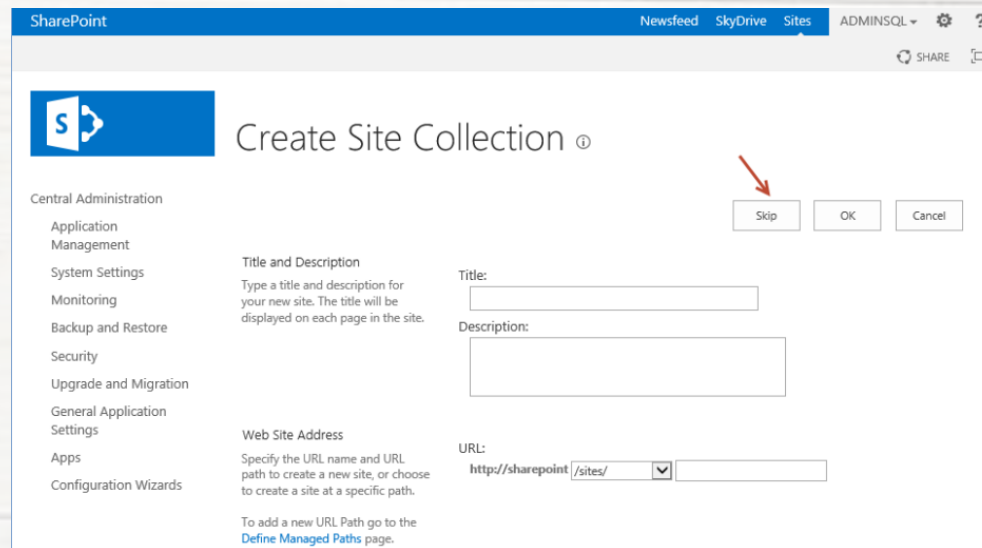 SharePoint
Newsfeed SkyDrive Sites ADMINSQL ?
SHARE
S
Create Site Collection
Central Administration
Application
Management
System Settings
Monitoring
Backup and Restore
Security
Upgrade and Migration
General Application
Settings
Apps
Configuration Wizards
Skip OK Cancel
Title and Description
Type a title and description for
your new site. The title will be
displayed on each page in the site.
Title:
Description:
Web Site Address
Specify the URL name and URL
path to create a new site, or choose
to create a site at a specific path.
To add a new URL Path go to the
Define Managed Paths page.
URL:
http://sharepoint /sites/